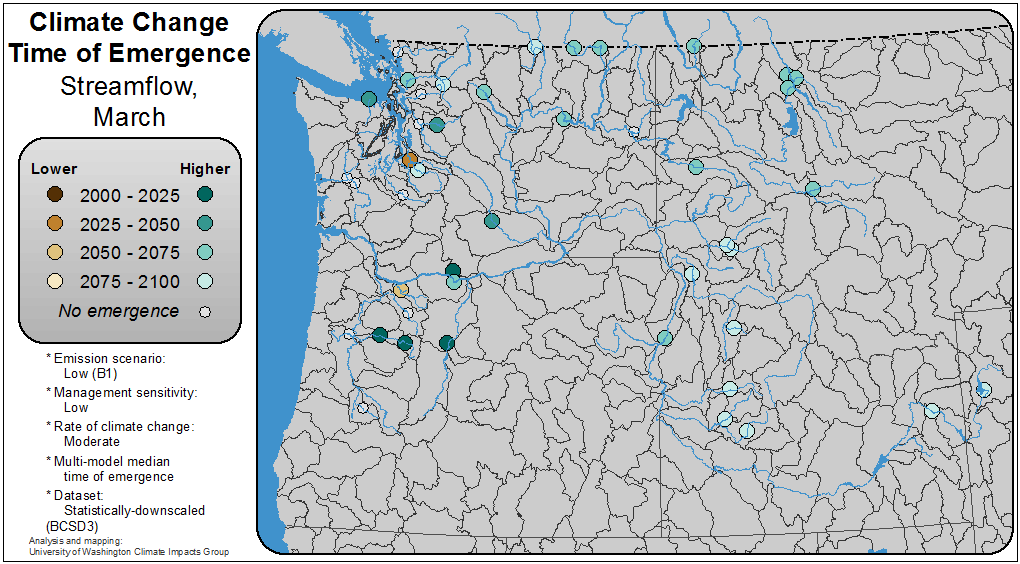 Climate Change
Time of Emergence
Streamflow,
March
Lower Higher
2000 - 2025
2025 - 2050
2050 - 2075
2075 - 2100
No emergence
* Emission scenario:
Low (B1)
* Management sensitivity:
Low
* Rate of climate change:
Moderate
* Multi-model median
time of emergence
* Dataset:
Statistically-downscaled
(BCSD3)
Analysis and mapping:
University of Washington Climate Impacts Group